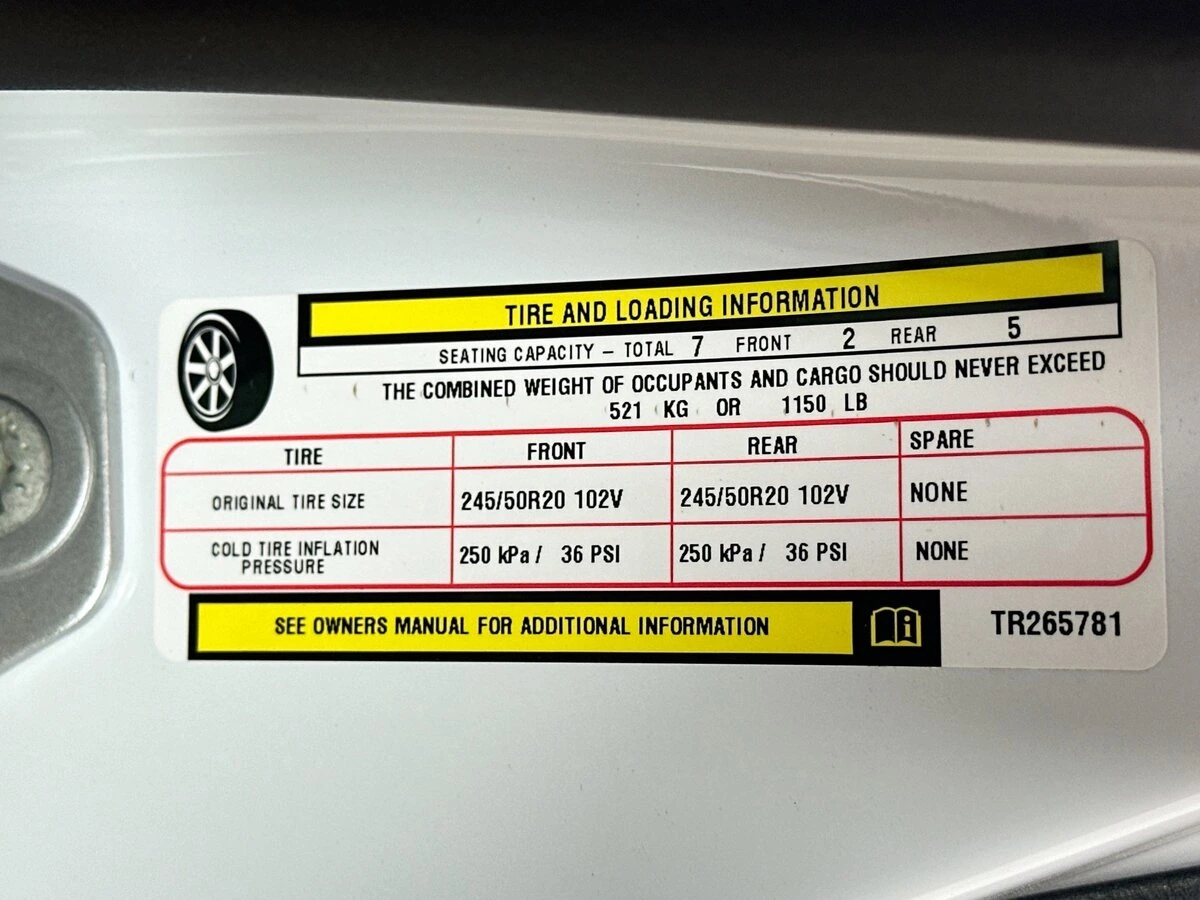 TIRE AND LOADING INFORMATION
SEATING CAPACITY – TOTAL 7 FRONT 2 REAR 5
THE COMBINED WEIGHT OF OCCUPANTS AND CARGO SHOULD NEVER EXCEED
521 KG OR 1150 LB
TIRE FRONT REAR SPARE
ORIGINAL TIRE SIZE 245/50R20 102V 245/50R20 102V NONE
COLD TIRE INFLATION
PRESSURE 250 kPa / 36 PSI 250 kPa / 36 PSI NONE
SEE OWNERS MANUAL FOR ADDITIONAL INFORMATION
TR265781